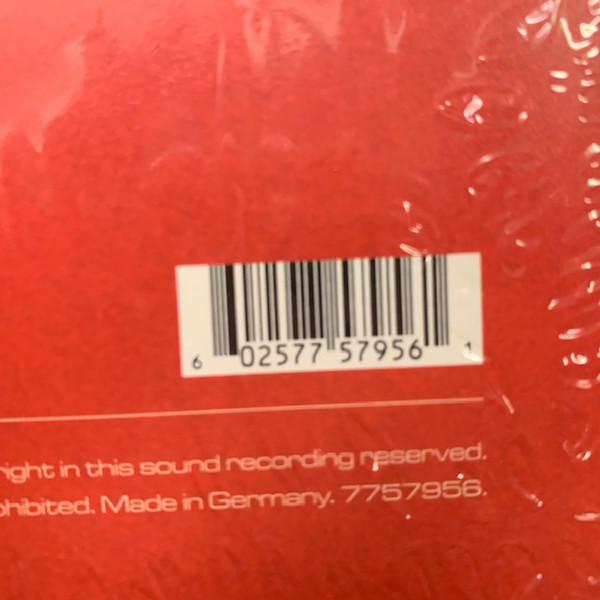 6 02577 57956 1
right in this sound recording reserved.
ohibited. Made in Germany. 7757956.